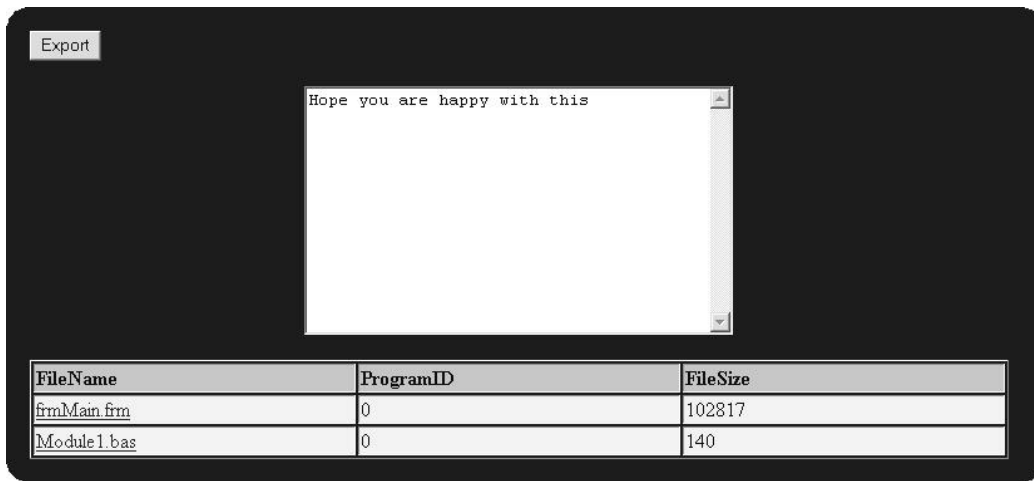 Export
Hope you are happy with this
FileName ProgramID FileSize
frmMain.frm 0 102817
Module1.bas 0 140